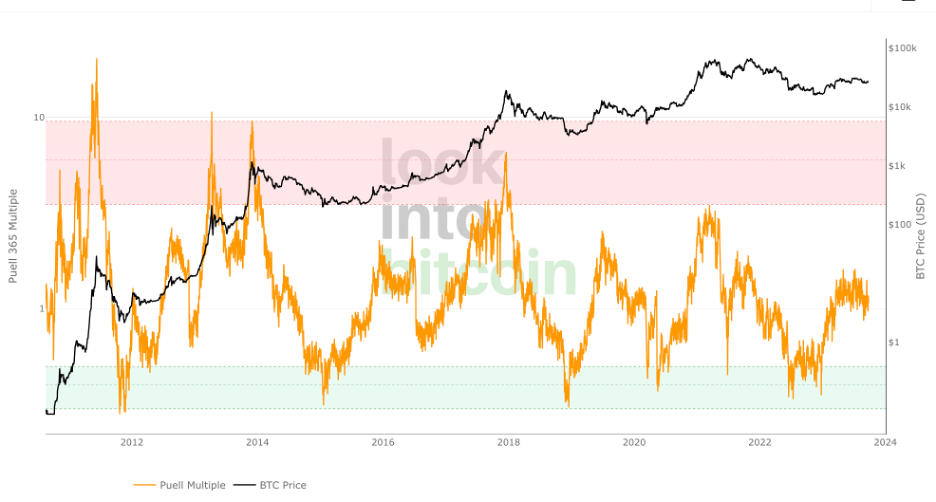 look
into
bitcoin
Puell 365 Multiple
10
1
BTC Price (USD)
$100k
$10k
$1k
$100
$1
2012
2014
2016
2018
2020
2022
2024
Puell Multiple
BTC Price